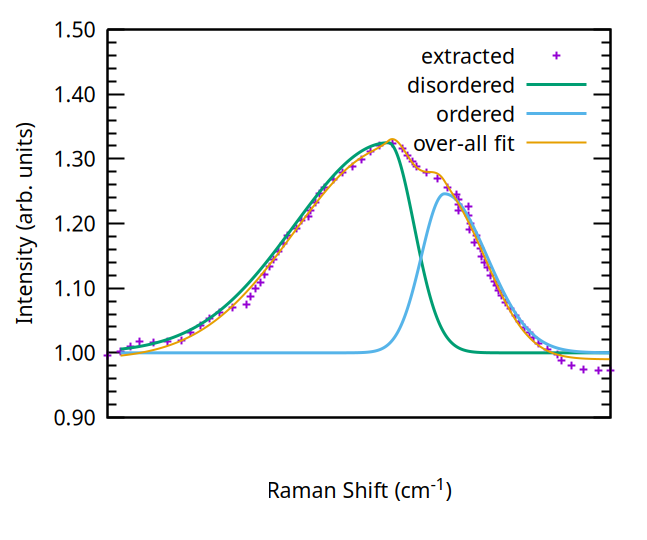 1.50
1.40
1.30
1.20
1.10
1.00
0.90
Intensity (arb. units)
extracted
disordered
ordered
over-all fit
Raman Shift (cm⁻¹)